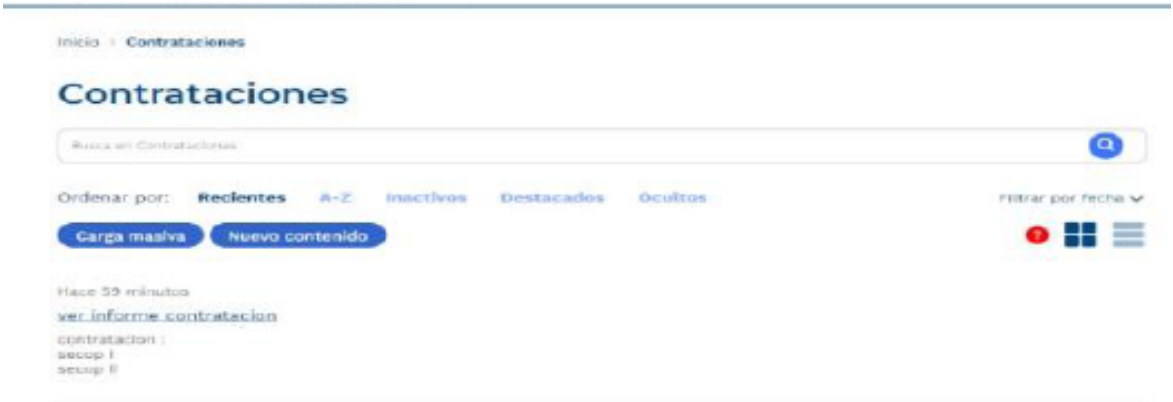 Inicio > Contrataciones
Contrataciones
Busca en Contrataciones
Ordenar por: Recientes A-Z Inactivos Destacados Ocultos Filtrar por fecha
Carga masiva Nuevo contenido ?
Hace 59 minutos
ver informe contratacion
contratacion :
secop I
secop II